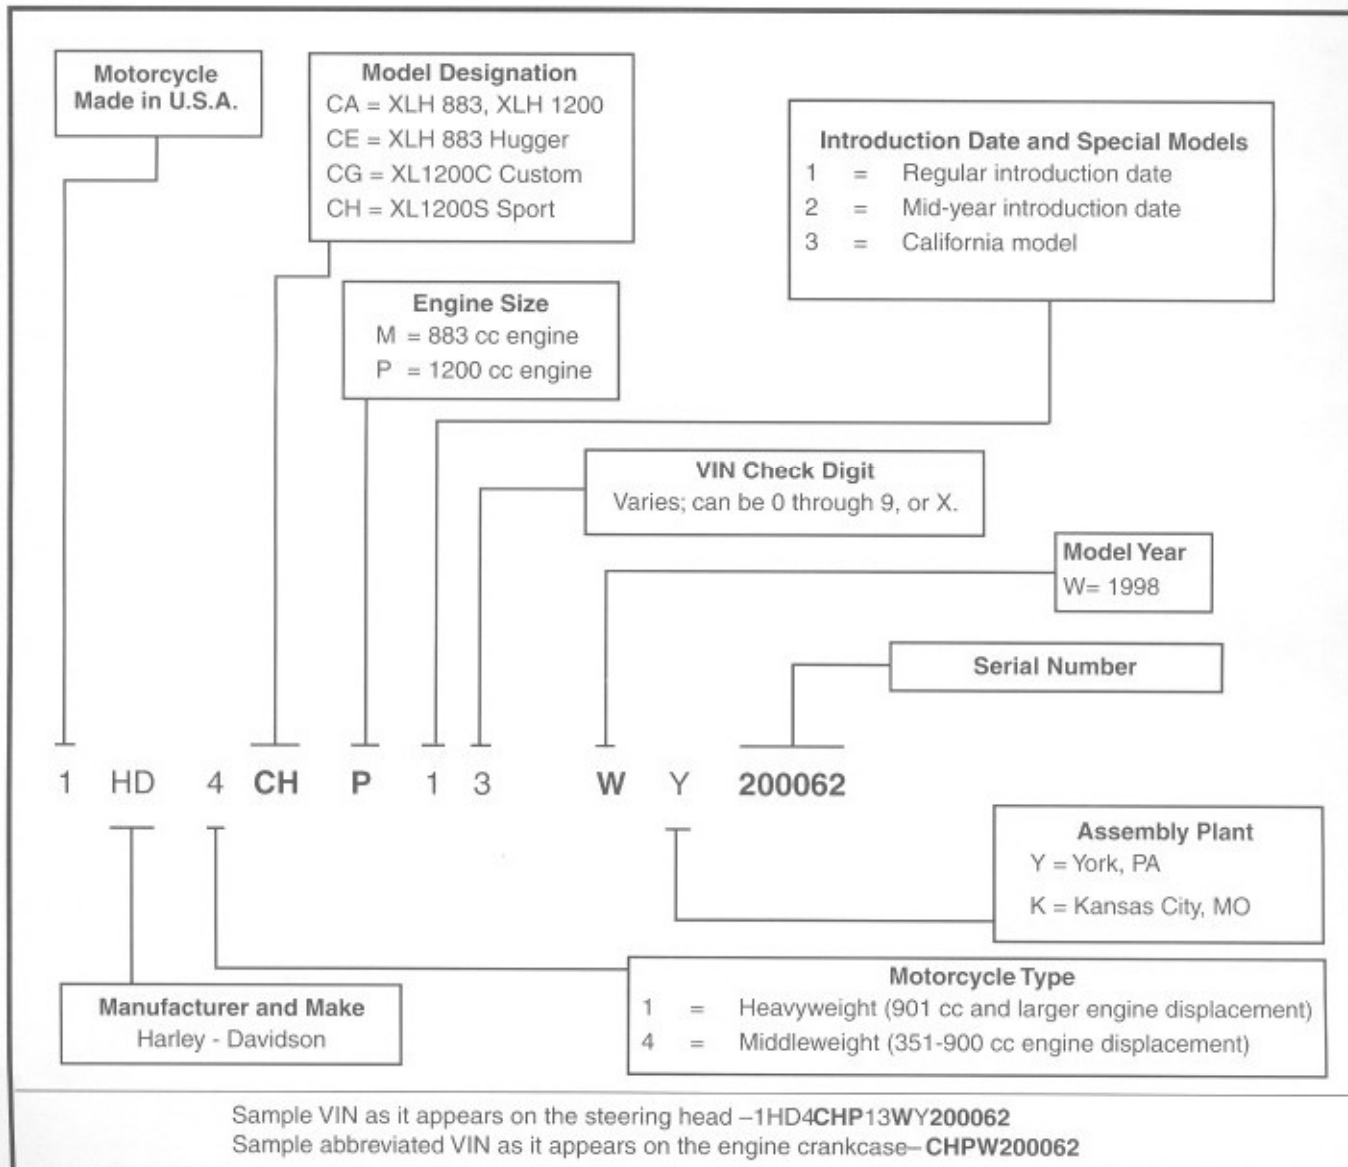 Motorcycle
Made in U.S.A.
Model Designation
CA = XLH 883, XLH 1200
CE = XLH 883 Hugger
CG = XL1200C Custom
CH = XL1200S Sport
Introduction Date and Special Models
1 = Regular introduction date
2 = Mid-year introduction date
3 = California model
Engine Size
M = 883 cc engine
P = 1200 cc engine
VIN Check Digit
Varies; can be 0 through 9, or X.
Model Year
W= 1998
Serial Number
1 HD 4 CH P 1 3 W Y 200062
Assembly Plant
Y = York, PA
K = Kansas City, MO
Motorcycle Type
1 = Heavyweight (901 cc and larger engine displacement)
4 = Middleweight (351-900 cc engine displacement)
Manufacturer and Make
Harley - Davidson
Sample VIN as it appears on the steering head –1HD4CHP13WY200062
Sample abbreviated VIN as it appears on the engine crankcase– CHPW200062